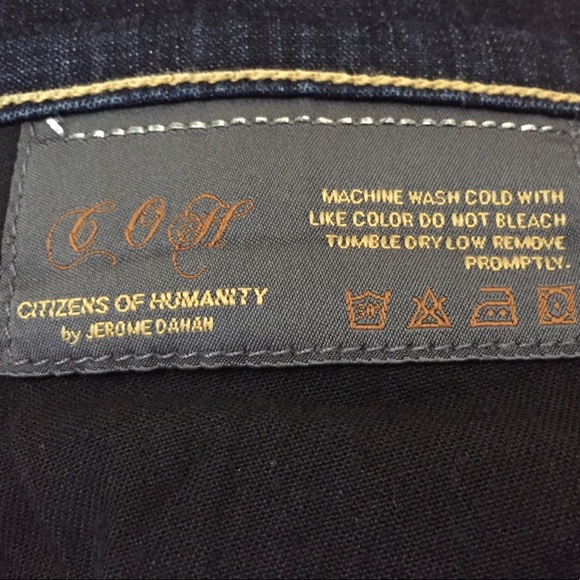 C O H
CITIZENS OF HUMANITY
by JEROME DAHAN
MACHINE WASH COLD WITH
LIKE COLOR DO NOT BLEACH
TUMBLE DRY LOW REMOVE
PROMPTLY.
30°